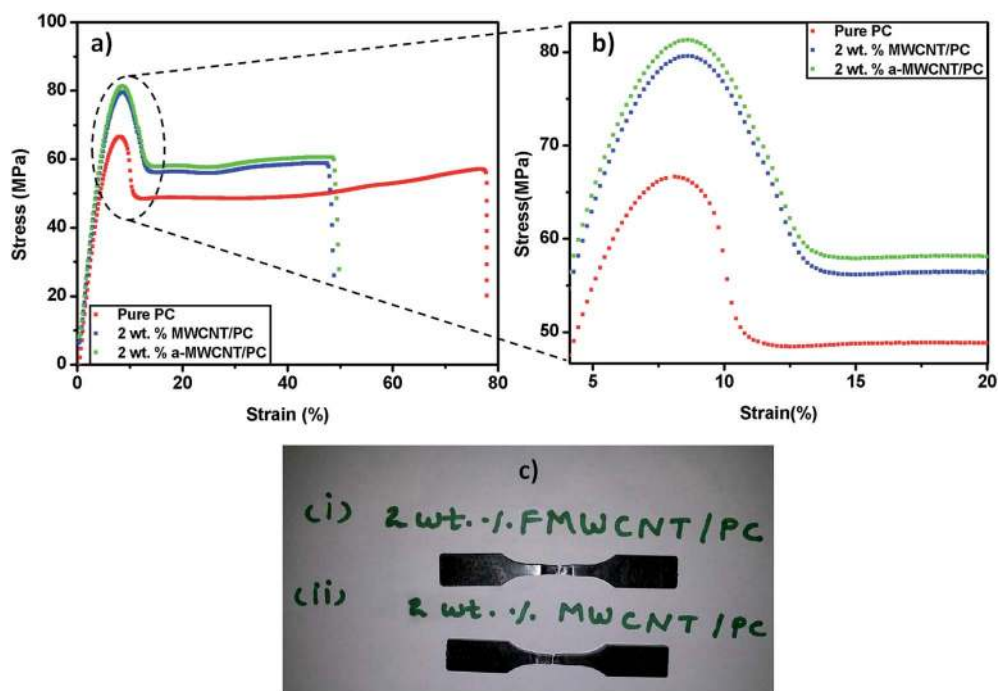 a)
Stress (MPa)
100
80
60
40
20
0
Pure PC
2 wt. % MWCNT/PC
2 wt. % a-MWCNT/PC
0 20 40 60 80
Strain (%)
b)
Stress(MPa)
80
70
60
50
Pure PC
2 wt. % MWCNT/PC
2 wt. % a-MWCNT/PC
5 10 15 20
Strain(%)
c)
(i) 2 wt. % FMWCNT/PC
(ii) 2 wt. % MWCNT/PC